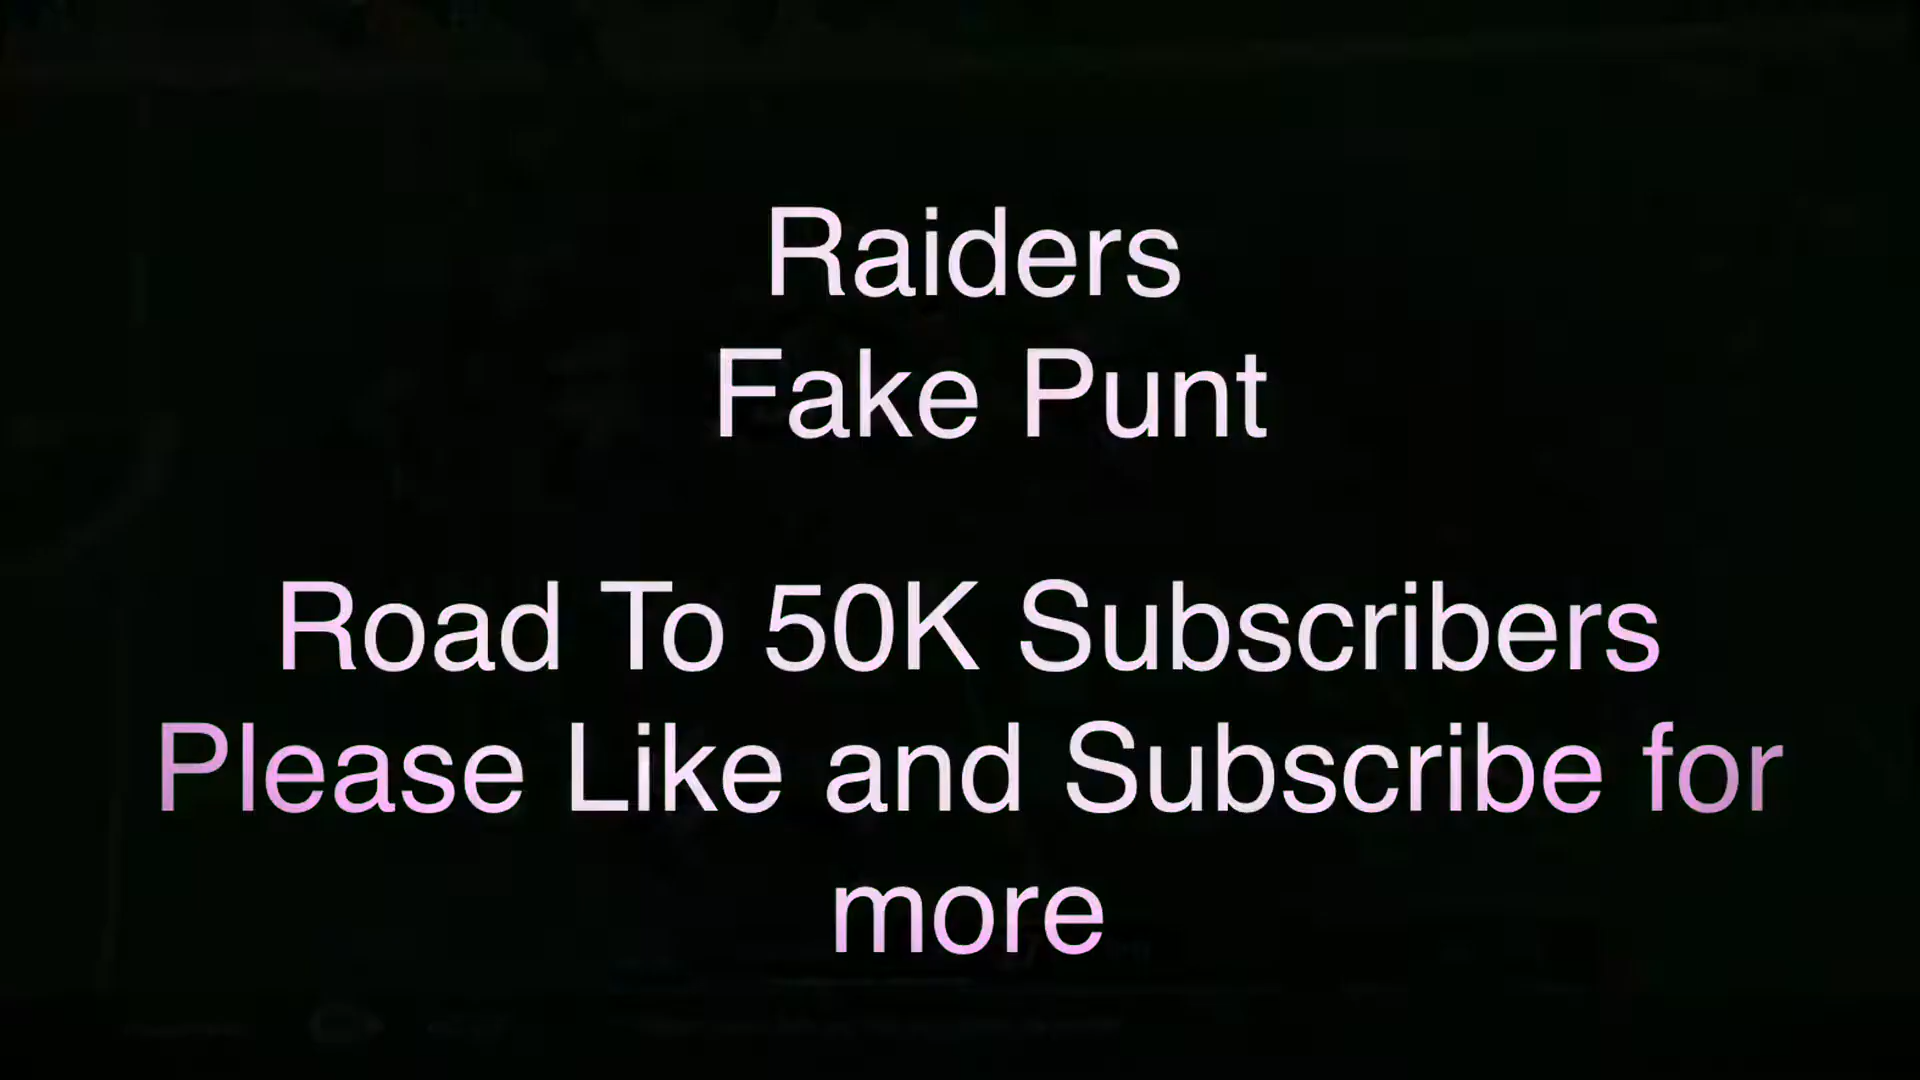 Raiders
Fake Punt
Road To 50K Subscribers
Please Like and Subscribe for
more